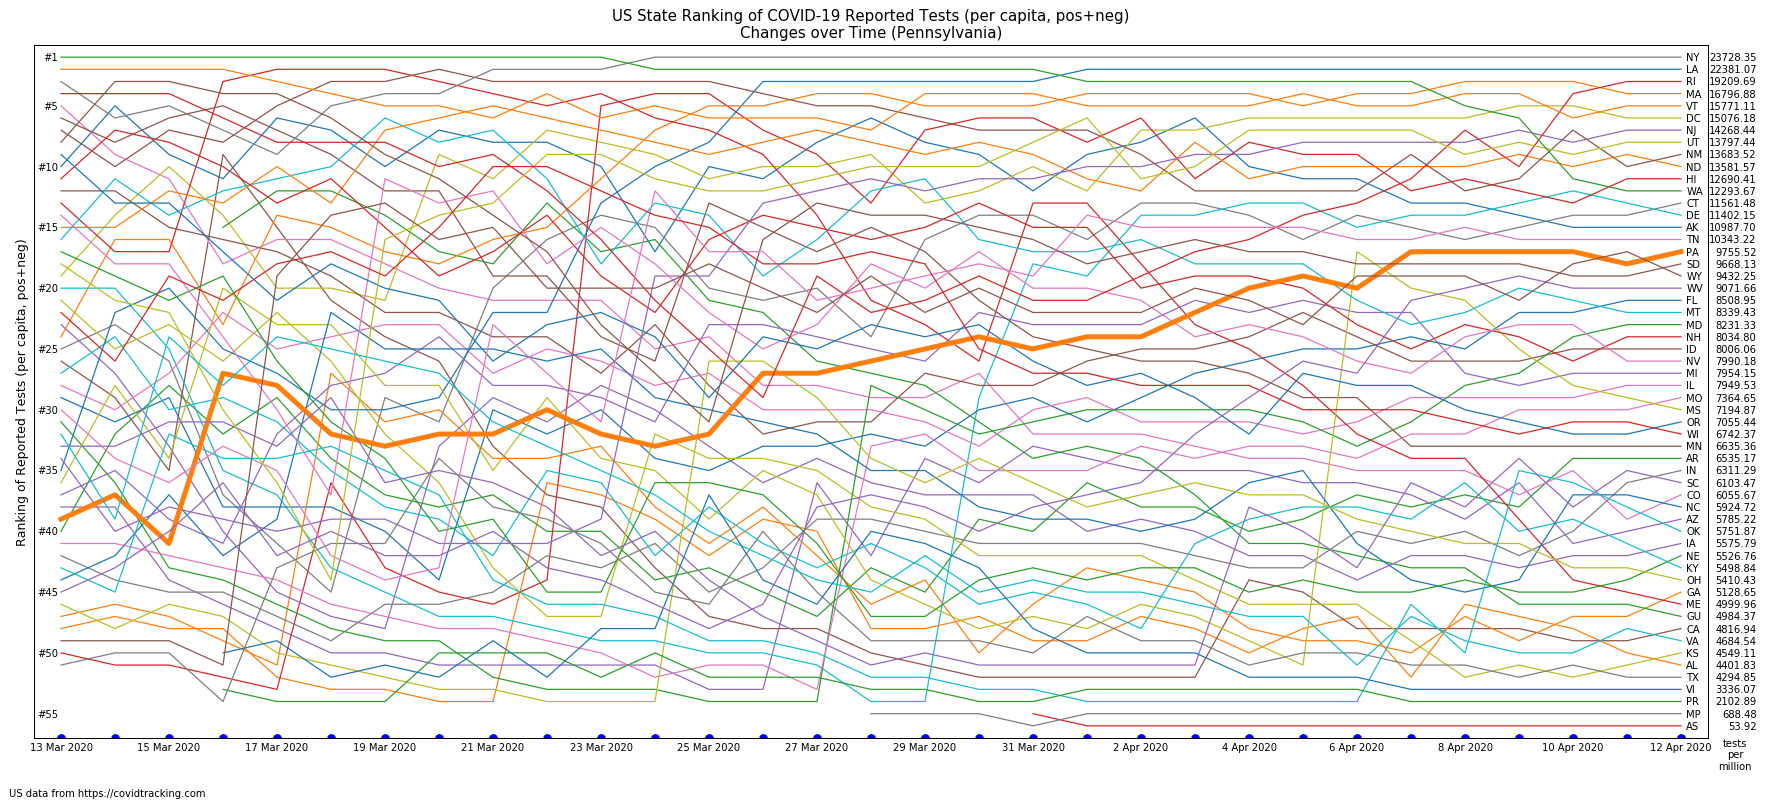 US State Ranking of COVID-19 Reported Tests (per capita, pos+neg)
Changes over Time (Pennsylvania)
Ranking of Reported Tests (per capita, pos+neg)
#1
#5
#10
#15
#20
#25
#30
#35
#40
#45
#50
#55
NY 23728.35
LA 22381.07
RI 19209.69
MA 16796.88
VT 15771.11
DC 15076.18
NJ 14268.44
UT 13797.44
NM 13683.52
ND 13581.57
HI 12690.41
WA 12293.67
CT 11561.48
DE 11402.15
AK 10987.70
TN 10343.22
PA 9755.52
SD 9668.13
WY 9432.25
WV 9071.66
FL 8508.95
MT 8339.43
MD 8231.33
NH 8034.80
ID 8006.06
NV 7990.18
MI 7954.15
IL 7949.53
MO 7364.65
MS 7194.87
OR 7055.44
WI 6742.37
MN 6635.36
AR 6535.17
IN 6311.29
SC 6103.47
CO 6055.67
NC 5924.72
AZ 5785.22
OK 5751.87
IA 5575.79
NE 5526.76
KY 5498.84
OH 5410.43
GA 5128.65
ME 4999.96
GU 4984.37
CA 4816.94
VA 4684.54
KS 4549.11
AL 4401.83
TX 4294.85
VI 3336.07
PR 2102.89
MP 688.48
AS 53.92
13 Mar 2020 15 Mar 2020 17 Mar 2020 19 Mar 2020 21 Mar 2020 23 Mar 2020 25 Mar 2020 27 Mar 2020 29 Mar 2020 31 Mar 2020 2 Apr 2020 4 Apr 2020 6 Apr 2020 8 Apr 2020 10 Apr 2020 12 Apr 2020
tests
per
million
US data from https://covidtracking.com